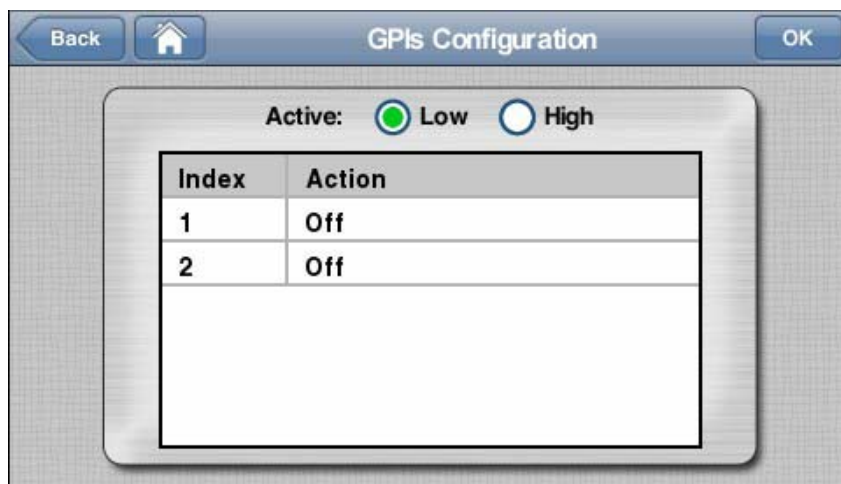 Back GPIs Configuration OK
Active: Low High
Index Action
1 Off
2 Off